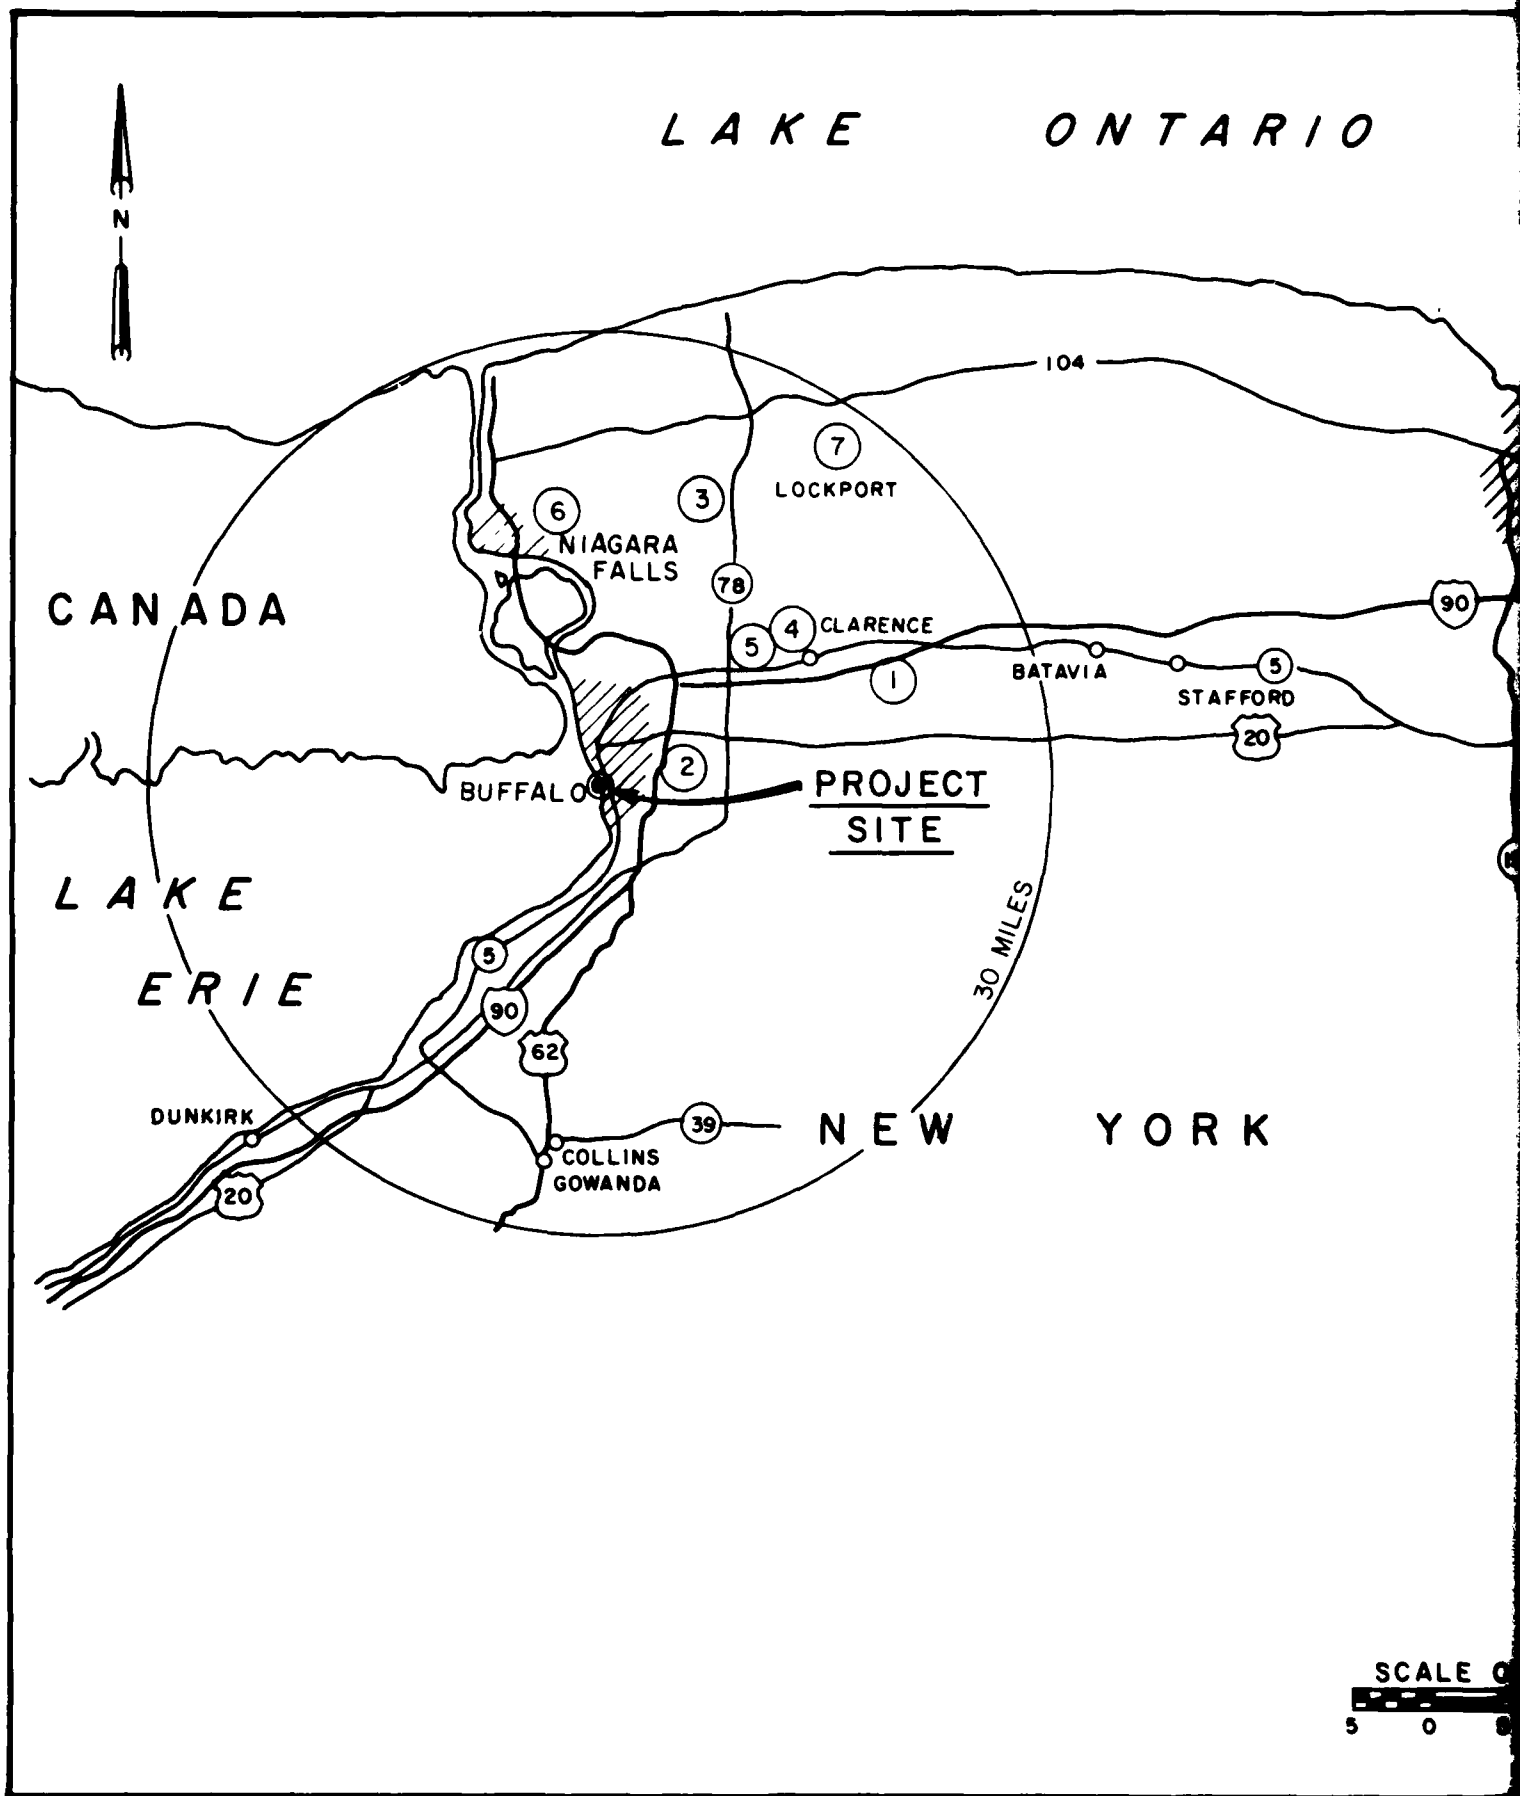 LAKE ONTARIO
N
104
7
LOCKPORT
3
6
NIAGARA
FALLS
78
CANADA
90
4
CLARENCE
5
1
BATAVIA
5
STAFFORD
20
2
BUFFALO
PROJECT
SITE
LAKE
ERIE
30 MILES
5
90
62
DUNKIRK
39
NEW YORK
COLLINS
GOWANDA
20
SCALE
5 0